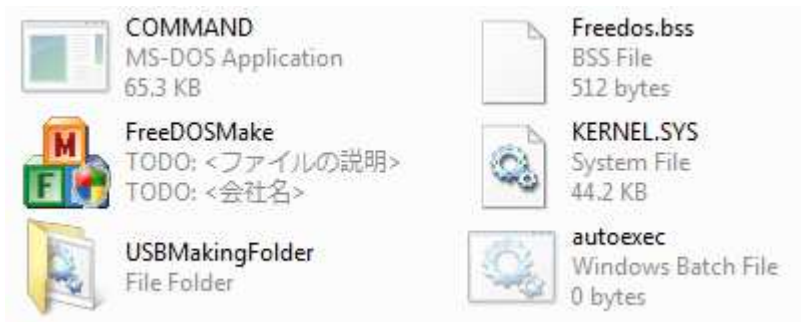 COMMAND
MS-DOS Application
65.3 KB
Freedos.bss
BSS File
512 bytes
M
F
FreeDOSMake
TODO: <ファイルの説明>
TODO: <会社名>
KERNEL.SYS
System File
44.2 KB
USBMakingFolder
File Folder
autoexec
Windows Batch File
0 bytes